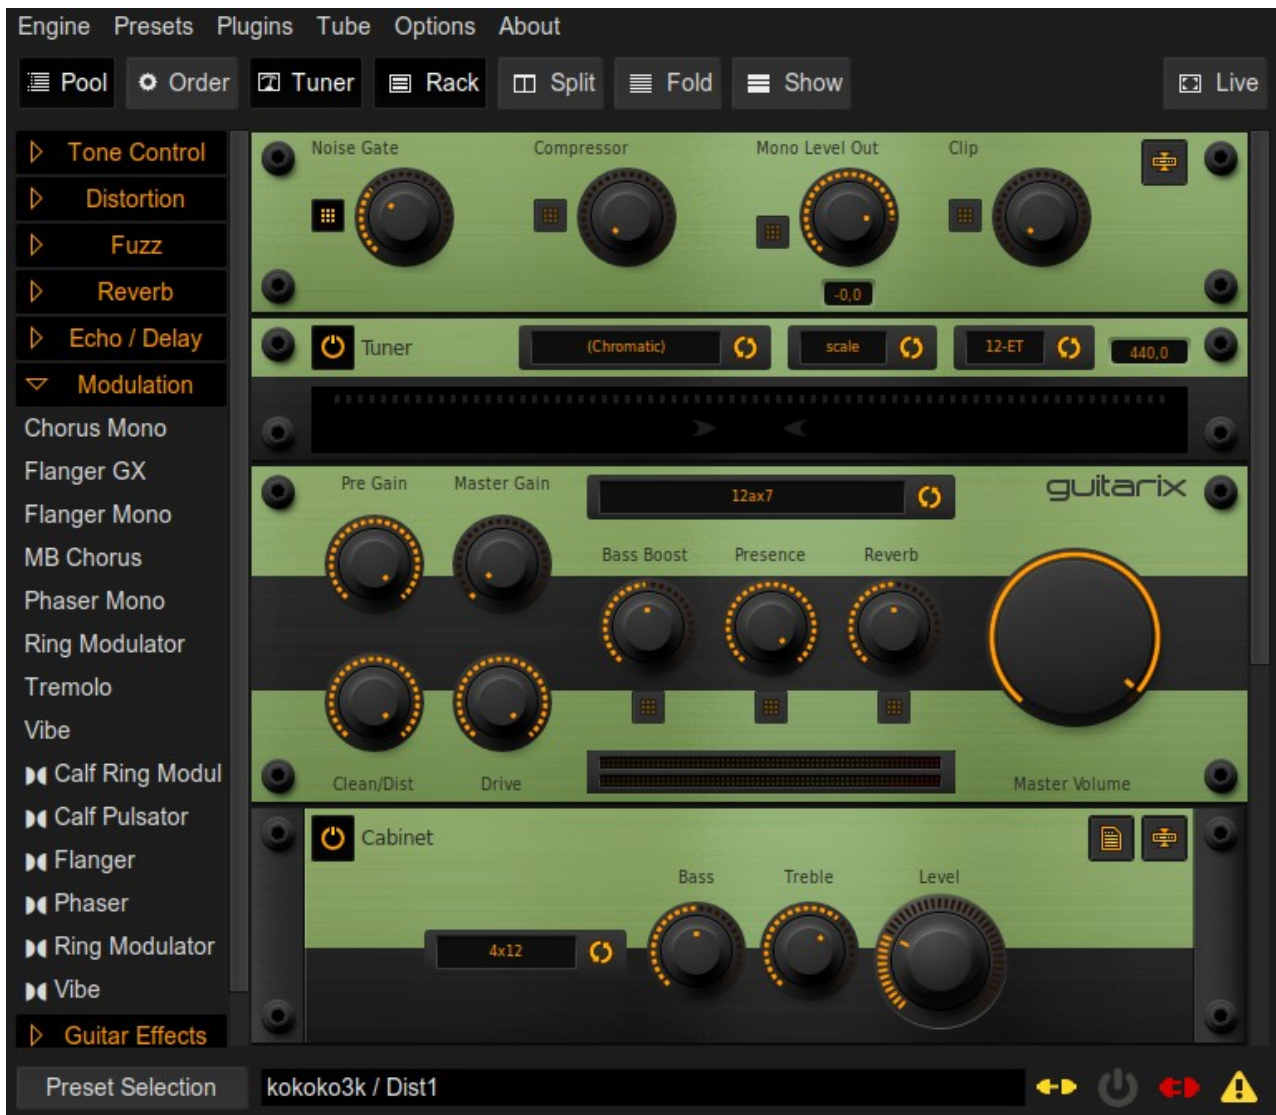 Engine Presets Plugins Tube Options About
Pool Order Tuner Rack Split Fold Show Live
Tone Control
Distortion
Fuzz
Reverb
Echo / Delay
Modulation
Chorus Mono
Flanger GX
Flanger Mono
MB Chorus
Phaser Mono
Ring Modulator
Tremolo
Vibe
Calf Ring Modul
Calf Pulsator
Flanger
Phaser
Ring Modulator
Vibe
Guitar Effects
Noise Gate Compressor Mono Level Out Clip
-0,0
Tuner (Chromatic) scale 12-ET 440,0
Pre Gain Master Gain 12ax7 guitarix
Bass Boost Presence Reverb
Clean/Dist Drive Master Volume
Cabinet
Bass Treble Level
4x12
Preset Selection kokoko3k / Dist1